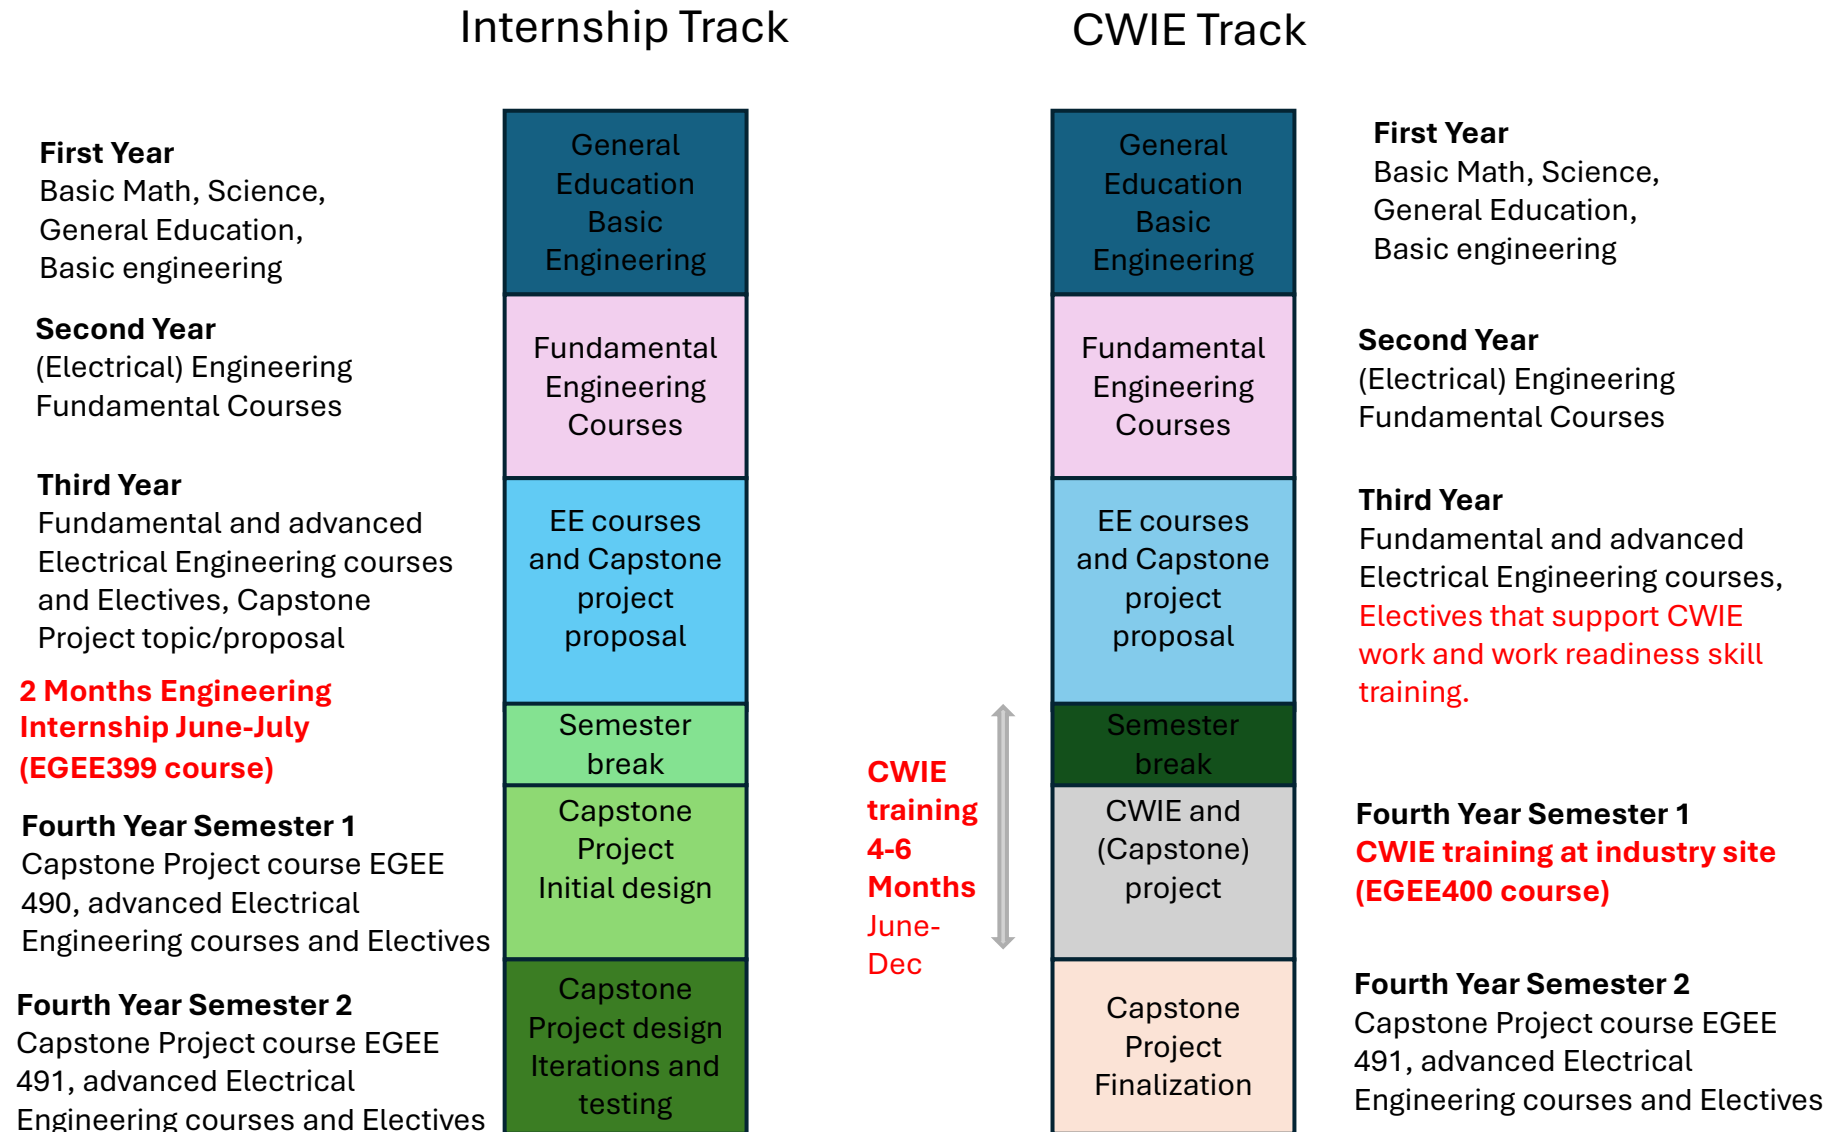 Internship Track
CWIE Track
First Year
Basic Math, Science,
General Education,
Basic engineering
Second Year
(Electrical) Engineering
Fundamental Courses
Third Year
Fundamental and advanced
Electrical Engineering courses
and Electives, Capstone
Project topic/proposal
2 Months Engineering
Internship June-July
(EGEE399 course)
Fourth Year Semester 1
Capstone Project course EGEE
490, advanced Electrical
Engineering courses and Electives
Fourth Year Semester 2
Capstone Project course EGEE
491, advanced Electrical
Engineering courses and Electives
General
Education
Basic
Engineering
Fundamental
Engineering
Courses
EE courses
and Capstone
project
proposal
Semester
break
Capstone
Project
Initial design
Capstone
Project design
Iterations and
testing
CWIE
training
4-6
Months
June-
Dec
General
Education
Basic
Engineering
Fundamental
Engineering
Courses
EE courses
and Capstone
project
proposal
Semester
break
CWIE and
(Capstone)
project
Capstone
Project
Finalization
First Year
Basic Math, Science,
General Education,
Basic engineering
Second Year
(Electrical) Engineering
Fundamental Courses
Third Year
Fundamental and advanced
Electrical Engineering courses,
Electives that support CWIE
work and work readiness skill
training.
Fourth Year Semester 1
CWIE training at industry site
(EGEE400 course)
Fourth Year Semester 2
Capstone Project course EGEE
491, advanced Electrical
Engineering courses and Electives